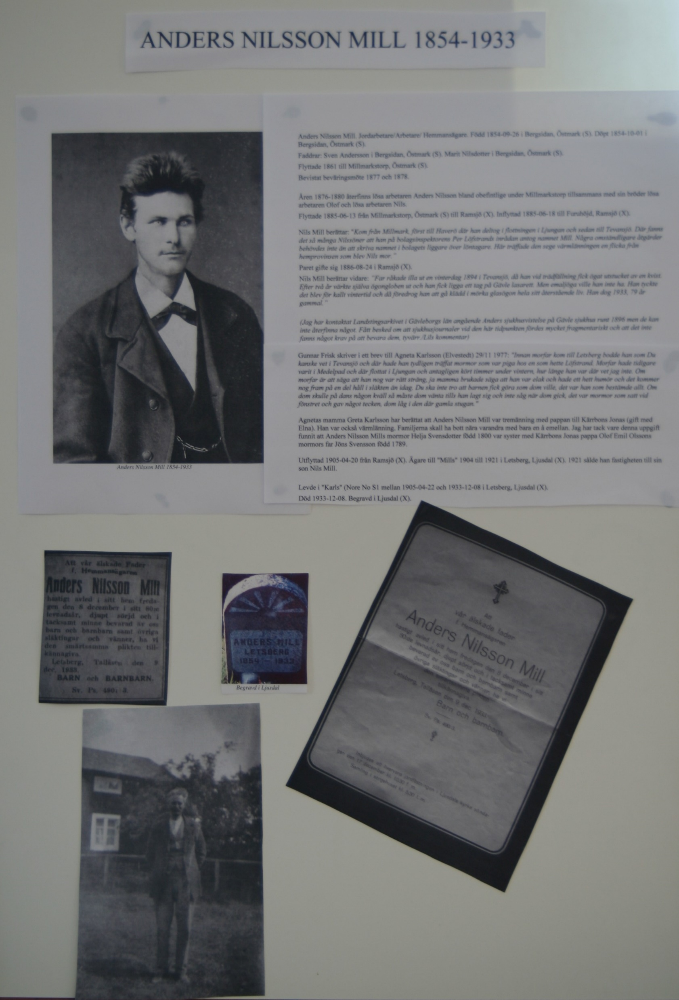 ANDERS NILSSON MILL 1854-1933
Anders Nilsson Mill 1854-1933
Anders Nilsson Mill. Jordarbetare/Arbetare/ Hemmansägare. Född 1854-09-26 i Bergsidan, Östmark (S). Döpt 1854-10-01 i
Bergsidan, Östmark (S).
Faddrar: Sven Andersson i Bergsidan, Östmark (S). Marit Nilsdotter i Bergsidan, Östmark (S).
Flyttade 1861 till Millmarkstorp, Östmark (S).
Bevistat beväringsmöte 1877 och 1878.
Åren 1876-1880 återfinns lösa arbetaren Anders Nilsson bland obefintlige under Millmarkstorp tillsammans med sin bröder lösa
arbetaren Olof och lösa arbetaren Nils.
Flyttade 1885-06-13 från Millmarkstorp, Östmark (S) till Ramsjö (X). Inflyttad 1885-06-18 till Furuhöjd, Ramsjö (X).
Nils Mill berättar: "Kom från Millmark, först till Haverö där han deltog i flottningen i Ljungan och sedan till Tevansjö. Där fanns
det så många Nilssöner att han på bolagsinspektorens Per Löfstrands inrådan antog namnet Mill. Några omständligare åtgärder
behövdes inte än att skriva namnet i bolagets liggare över löntagare. Här träffade den sege värmlänningen en flicka från
hemprovinsen som blev Nils mor."
Paret gifte sig 1886-08-24 i Ramsjö (X).
Nils Mill berättar vidare: "Far råkade illa ut en vinterdag 1894 i Tevansjö, då han vid trädfällning fick ögat utstucket av en kvist.
Efter två år värkte själva ögongloben ut och han fick ligga ett tag på Gävle lasarett. Men emaljöga ville han inte ha. Han tyckte
det blev för kallt vintertid och då föredrog han att gå klädd i mörka glasögon hela sitt återstående liv. Han dog 1933, 79 år
gammal."
(Jag har kontaktat Landstingsarkivet i Gävleborgs län angående Anders sjukhusvistelse på Gävle sjukhus runt 1896 men de kan
inte återfinna något. Fått besked om att sjukhusjournaler vid den här tidpunkten fördes mycket fragmentariskt och att det inte
fanns något krav på att bevara dem, tyvärr./Lils kommentar)
Gunnar Frisk skriver i ett brev till Agneta Karlsson (Elvestedt) 29/11 1977: "Innan morfar kom till Letsberg bodde han som Du
kanske vet i Tevansjö och där hade han tydligen träffat mormor som var piga hos en som hette Löfstrand. Morfar hade tidigare
varit i Medelpad och där flottat i Ljungan och antagligen kört timmer under vintern, hur länge han var där vet jag inte. Om
morfar är att säga att han nog var rätt sträng, ja mamma brukade säga att han var elak och hade ett hett humör och det kommer
nog fram på en del håll i släkten än idag. Du ska inte tro att barnen fick göra som dom ville, det var han som bestämde allt. Om
dom skulle på dans någon kväll så måste dom vänta tills han lagt sig och inte såg när dom gick, det var mormor som satt vid
fönstret och gav något tecken, dom låg i den där gamla stugan."
Agnetas mamma Greta Karlsson har berättat att Anders Nilsson Mill var tremänning med pappan till Kärrbons Jonas (gift med
Elna). Han var också värmlänning. Familjerna skall ha bott nära varandra med bara en å emellan. Jag har tack vare denna uppgift
funnit att Anders Nilsson Mills mormor Helja Svensdotter född 1800 var syster med Kärrbons Jonas pappa Olof Emil Olssons
mormors far Jöns Svensson född 1789.
Utflyttad 1905-04-20 från Ramsjö (X). Ägare till "Mills" 1904 till 1921 i Letsberg, Ljusdal (X). 1921 sålde han fastigheten till sin
son Nils Mill.
Levde i "Karls" (Nore No S1 mellan 1905-04-22 och 1933-12-08 i Letsberg, Ljusdal (X).
Död 1933-12-08. Begravd i Ljusdal (X).
Att vår älskade Fader
f. Hemmansägaren
Anders Nilsson Mill
hastigt avled i sitt hem freda-
gen den 8 december i sitt 80:e
levnadsår, djupt sörjd och i
tacksamt minne bevarad av oss
barn och barnbarn samt övriga
släktingar och vänner, ha vi
den smärtsamma plikten till-
kännagiva.
Letsberg, Tallåsen den 9
dec. 1933.
BARN och BARNBARN.
Sv. Ps. 490: 3.
ANDERS MILL
LETSBERG
1854 - 1933
Begravd i Ljusdal
Att
vår älskade fader
f. Hemmansägaren
Anders Nilsson Mill
hastigt avled i sitt hem fredagen den 8 december i sitt
80:de levnadsår, djupt sörjd och i tacksamt minne
bevarad av oss barn och barnbarn samt
övriga släktingar och vänner, ha vi
den smärtsamma plikten
tillkännagiva.
Letsberg, Tallåsen den 9 dec. 1933.
Barn och barnbarn.
Sv. Ps. 490:3.
att övervara jordfästningen i Ljusdals kyrka sönda-
gen den 17 december kl. 10,30 f. m.
Samling i sorgehuset kl. f. m.